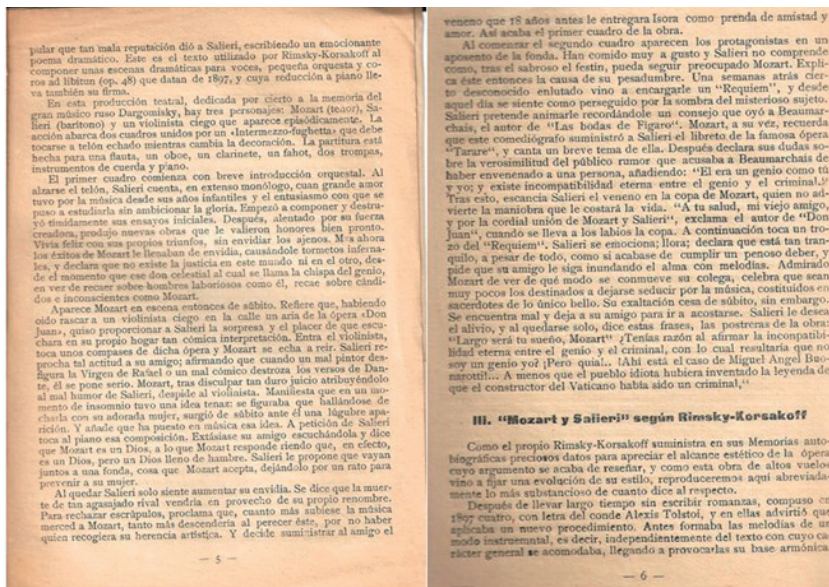 pular que tan mala reputación dió a Salieri, escribiendo un emocionante
poema dramático. Este es el texto utilizado por Rimsky-Korsakoff al
componer unas escenas dramáticas para voces, pequeña orquesta y co-
ros ad libitun (op. 48) que datan de 1897, y cuya reducción a piano lle-
va también su firma.
En esta producción teatral, dedicada por cierto a la memoria del
gran músico ruso Dargomisky, hay tres personajes: Mozart (tenor), Sa-
lieri (barítono) y un violinista ciego que aparece episódicamente. La
acción abarca dos cuadros unidos por un «Intermezzo-fughetta» que debe
tocarse a telón echado mientras cambia la decoración. La partitura está
hecha para una flauta, un oboe, un clarinete, un fahot, dos trompas,
instrumentos de cuerda y piano.
El primer cuadro comienza con breve introducción orquestal. Al
alzarse el telón, Salieri cuenta, en extenso monólogo, cuan grande amor
tuvo por la música desde sus años infantiles y el entusiasmo con que se
puso a estudiarla sin ambicionar la gloria. Empezó a componer y destru-
yó tímidamente sus ensayos iniciales. Después, alentado por su fuerza
creadora, produjo nuevas obras que le valieron honores bien pronto.
Vivía feliz con sus propios triunfos, sin envidiar los ajenos. Mas ahora
los éxitos de Mozart le llenaban de envidia, causándole tormetos inferna-
les, y declara que no existe la justicia en este mundo ni en el otro, des-
de el momento que ese don celestial al cual se llama la chispa del genio,
en vez de recaer sobre hombres laboriosos como él, recae sobre cándi-
dos e inconscientes como Mozart.
Aparece Mozart en escena entonces de súbito. Refiere que, habiendo
oído rascar a un violinista ciego en la calle un aria de la ópera «Don
Juan», quiso proporcionar a Salieri la sorpresa y el placer de que escu-
chara en su propio hogar tan cómica interpretación. Entra el violinista,
toca unos compases de dicha ópera y Mozart se echa a reir. Salieri re-
procha tal actitud a su amigo; afirmando que cuando un mal pintor des-
figura la Virgen de Rafael o un mal cómico destroza los versos de Dan-
te, él se pone serio. Mozart, tras disculpar tan duro juicio atribuyéndolo
al mal humor de Salieri, despide al violinista. Manifiesta que en un mo-
mento de insomnio tuvo una idea tenaz: se figuraba que hallándose de
charla con su adorada mujer, surgió de súbito ante él una lúgubre apa-
rición. Y añade que ha puesto en música esa idea. A petición de Salieri
toca al piano esa composición. Extásiase su amigo escuchándola y dice
que Mozart es un Dios, a lo que Mozart responde riendo que, en efecto,
es un Dios, pero un Dios lleno de hambre. Salieri le propone que vayan
juntos a una fonda, cosa que Mozart acepta, dejándolo por un rato para
prevenir a su mujer.
Al quedar Salieri solo siente aumentar su envidia. Se dice que la muer-
te de tan agasajado rival vendría en provecho de su propio renombre.
Para rechazar escrúpulos, proclama que, cuanto más subiese la música
merced a Mozart, tanto más descendería al perecer éste, por no haber
quien recogiera su herencia artística. Y decide suministrar al amigo el
— 5 —
veneno que 18 años antes le entregara Isora como prenda de amistad y
amor. Así acaba el primer cuadro de la obra.
Al comenzar el segundo cuadro aparecen los protagonistas en un
aposento de la fonda. Han comido muy a gusto y Salieri no comprende
como, tras el sabroso el festin, pueda seguir preocupado Mozart. Expli-
ca éste entonces la causa de su pesadumbre. Una semanas atrás cier-
to desconocido enlutado vino a encargarle un "Requiem", y desde
aquel día se siente como perseguido por la sombra del misterioso sujeto.
Salieri pretende animarle recordándole un consejo que oyó a Beaumar-
chais, el autor de "Las bodas de Figaro". Mozart, a su vez, recuerda
que este comediógrafo suministró a Salieri el libreto de la famosa ópera
"Tarare", y canta un breve tema de ella. Después declara sus dudas so-
bre la verosimilitud del público rumor que acusaba a Beaumarchais de
haber envenenado a una persona, añadiendo: "El era un genio como tú
y yo; y existe incompatibilidad eterna entre el genio y el criminal."
Tras esto, escancia Salieri el veneno en la copa de Mozart, quien no ad-
vierte la maniobra que le costará la vida. "A tu salud, mi viejo amigo,
y por la cordial unión de Mozart y Salieri", exclama el autor de "Don
Juan", cuando se lleva a los labios la copa. A continuación toca un tro-
zo del "Requiem". Salieri se emociona; llora; declara que está tan tran-
quilo, a pesar de todo, como si acabase de cumplir un penoso deber, y
pide que su amigo le siga inundando el alma con melodías. Admirado
Mozart de ver de qué modo se conmueve su colega, celebra que sean
muy pocos los destinados a dejarse seducir por la música, costituídos en
sacerdotes de lo único bello. Su exaltación cesa de súbito, sin embargo.
Se encuentra mal y deja a su amigo para ir a acostarse. Salieri le desea
el alivio, y al quedarse solo, dice estas frases, las postreras de la obra:
"Largo será tu sueño, Mozart" ¿Tenías razón al afirmar la incompatibi-
lidad eterna entre el genio y el criminal, con lo cual resultaría que no
soy un genio yo? ¡Pero quia!.. ¡Ahí está el caso de Miguel Angel Buo-
narotti!... A menos que el pueblo idiota hubiera inventado la leyenda de
que el constructor del Vaticano había sido un criminal,"
III. "Mozart y Salieri" según Rimsky-Korsakoff
Como el propio Rimsky-Korsakoff suministra en sus Memorias auto-
biográficas preciosos datos para apreciar el alcance estético de la ópera
cuyo argumento se acaba de reseñar, y como esta obra de altos vuelos
vino a fijar una evolución de su estilo, reproduceremos aquí abreviada-
mente lo más substancioso de cuanto dice al respecto.
Después de llevar largo tiempo sin escribir romanzas, compuso en
1897 cuatro, con letra del conde Alexis Tolstoi, y en ellas advirtió que
aplicaba un nuevo procedimiento. Antes formaba las melodías de un
modo instruemntal, es decir, independientemente del texto con cuyo ca-
rácter general se acomodaba, llegando a provocarlas su base armónica
— 6 —